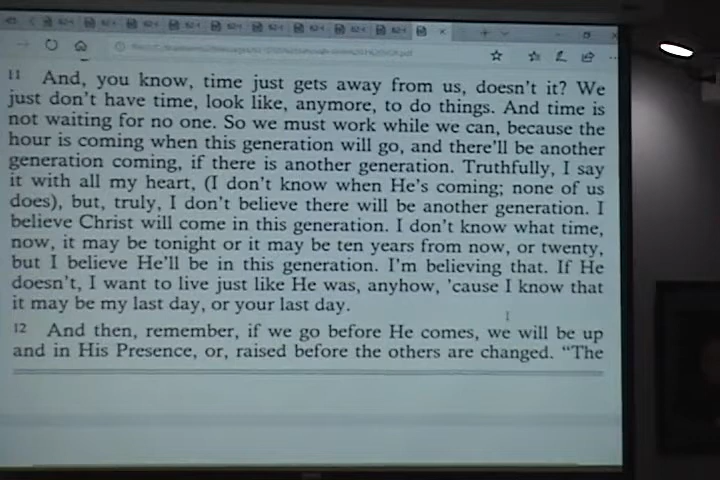 11 And, you know, time just gets away from us, doesn't it? We
just don't have time, look like, anymore, to do things. And time is
not waiting for no one. So we must work while we can, because the
hour is coming when this generation will go, and there'll be another
generation coming, if there is another generation. Truthfully, I say
it with all my heart, (I don't know when He's coming; none of us
does), but, truly, I don't believe there will be another generation. I
believe Christ will come in this generation. I don't know what time,
now, it may be tonight or it may be ten years from now, or twenty,
but I believe He'll be in this generation. I'm believing that. If He
doesn't, I want to live just like He was, anyhow, 'cause I know that
it may be my last day, or your last day.
12 And then, remember, if we go before He comes, we will be up
and in His Presence, or, raised before the others are changed. “The